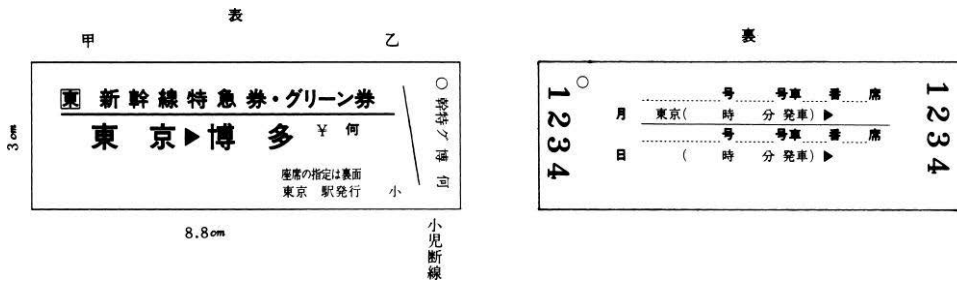 表
甲 乙
3cm
東 新幹線特急券・グリーン券
東京▶博多 ¥何
座席の指定は裏面
東京 駅発行 小
○ 幹特グ 博 何
8.8cm
小児断線
裏
1234
○
号 号車 番 席
月 東京( 時 分 発車) ▶
号 号車 番 席
日 ( 時 分 発車) ▶
1234